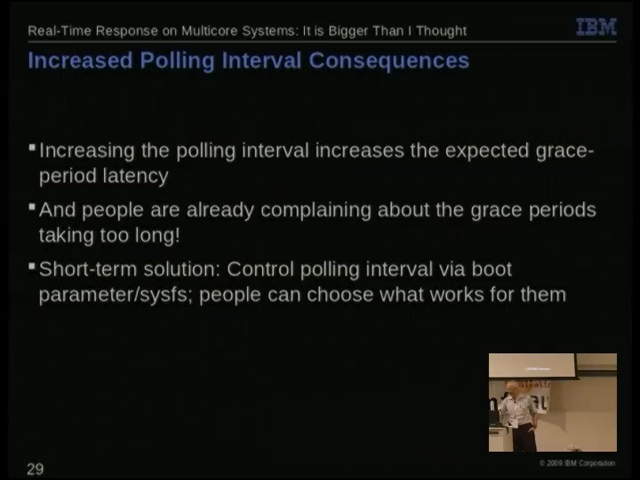 Real-Time Response on Multicore Systems: It is Bigger Than I Thought
IBM
Increased Polling Interval Consequences
▪Increasing the polling interval increases the expected grace-
period latency
▪And people are already complaining about the grace periods
taking too long!
▪Short-term solution: Control polling interval via boot
parameter/sysfs; people can choose what works for them
29
© 2009 IBM Corporation